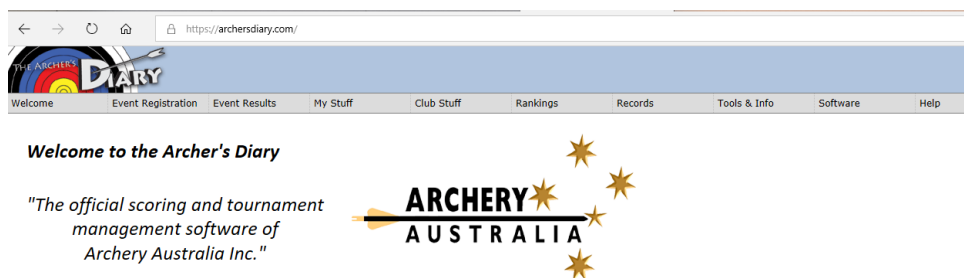 https://archersdiary.com/
THE ARCHER'S
DIARY
Welcome Event Registration Event Results My Stuff Club Stuff Rankings Records Tools & Info Software Help
Welcome to the Archer's Diary
"The official scoring and tournament
management software of
Archery Australia Inc."
ARCHERY
AUSTRALIA